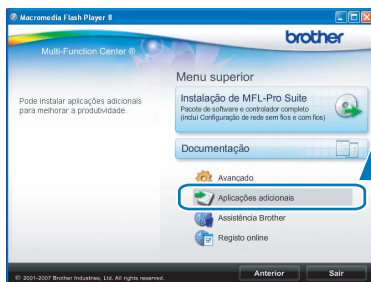 Macromedia Flash Player 8
brother
Multi-Function Center ®
Menu superior
Pode instalar aplicações adicionais
para melhorar a produtividade.
Instalação de MFL-Pro Suite
Pacote de software e controlador completo
(inclui Configuração de rede sem fios e com fios)
Documentação
Avançado
Aplicações adicionais
Assistência Brother
Registo online
© 2001-2007 Brother Industries, Ltd. All rights reserved.
Anterior
Sair